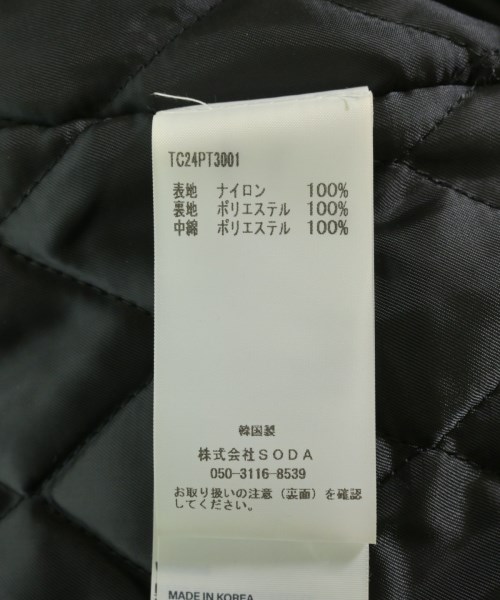 TC24PT3001
表地 ナイロン 100%
裏地 ポリエステル 100%
中綿 ポリエステル 100%
韓国製
株式会社SODA
050-3116-8539
お取り扱いの注意(裏面)を確認
してください。
MADE IN KOREA